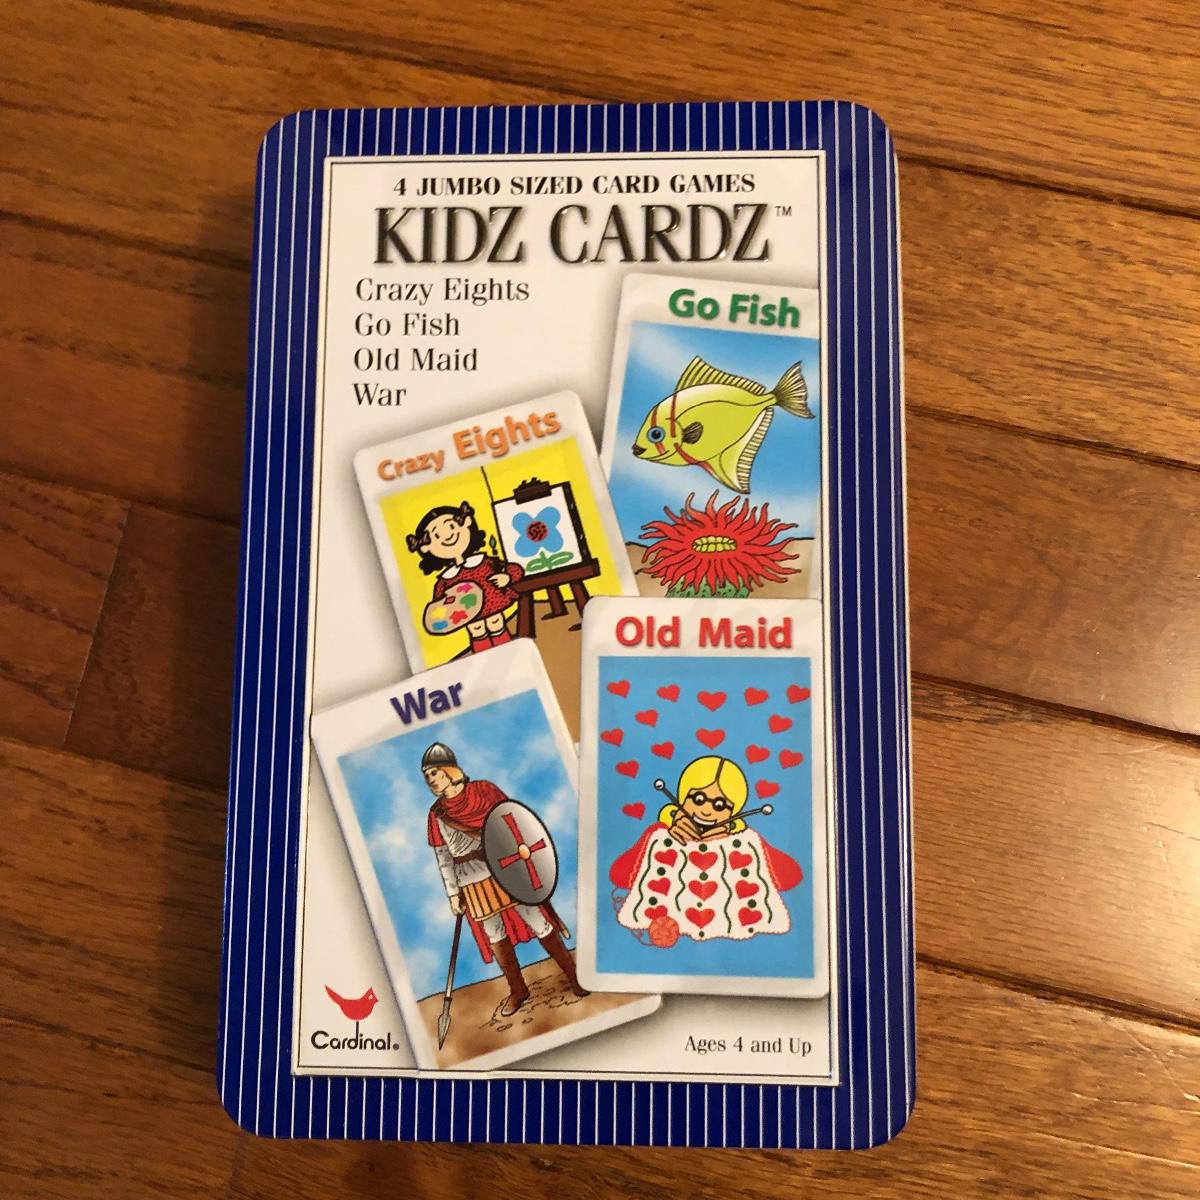 4 JUMBO SIZED CARD GAMES
KIDZ CARDZ™
Crazy Eights
Go Fish
Old Maid
War
Go Fish
Crazy Eights
Old Maid
War
Cardinal®
Ages 4 and Up